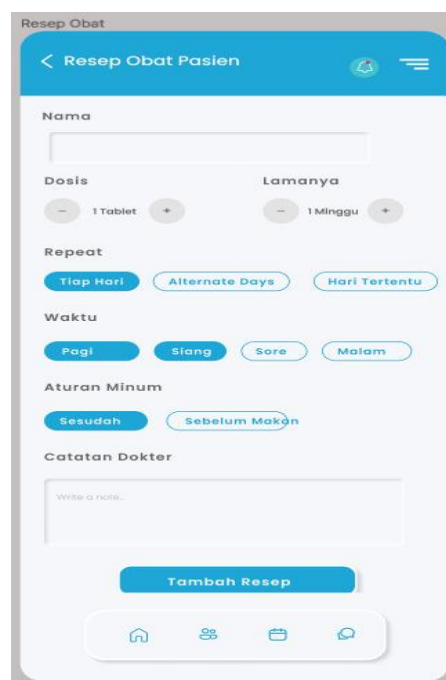 Resep Obat
Resep Obat Pasien
Nama
Dosis Lamanya
- 1 Tablet + - 1 Minggu +
Repeat
Tiap Hari Alternate Days Hari Tertentu
Waktu
Pagi Siang Sore Malam
Aturan Minum
Sesudah Sebelum Makan
Catatan Dokter
Write a note..
Tambah Resep